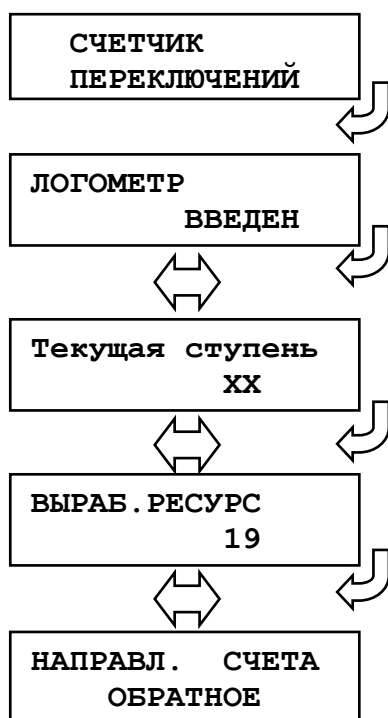 СЧЕТЧИК
ПЕРЕКЛЮЧЕНИЙ
ЛОГОМЕТР
ВВЕДЕН
Текущая ступень
XX
ВЫРАБ.РЕСУРС
19
НАПРАВЛ. СЧЕТА
ОБРАТНОЕ